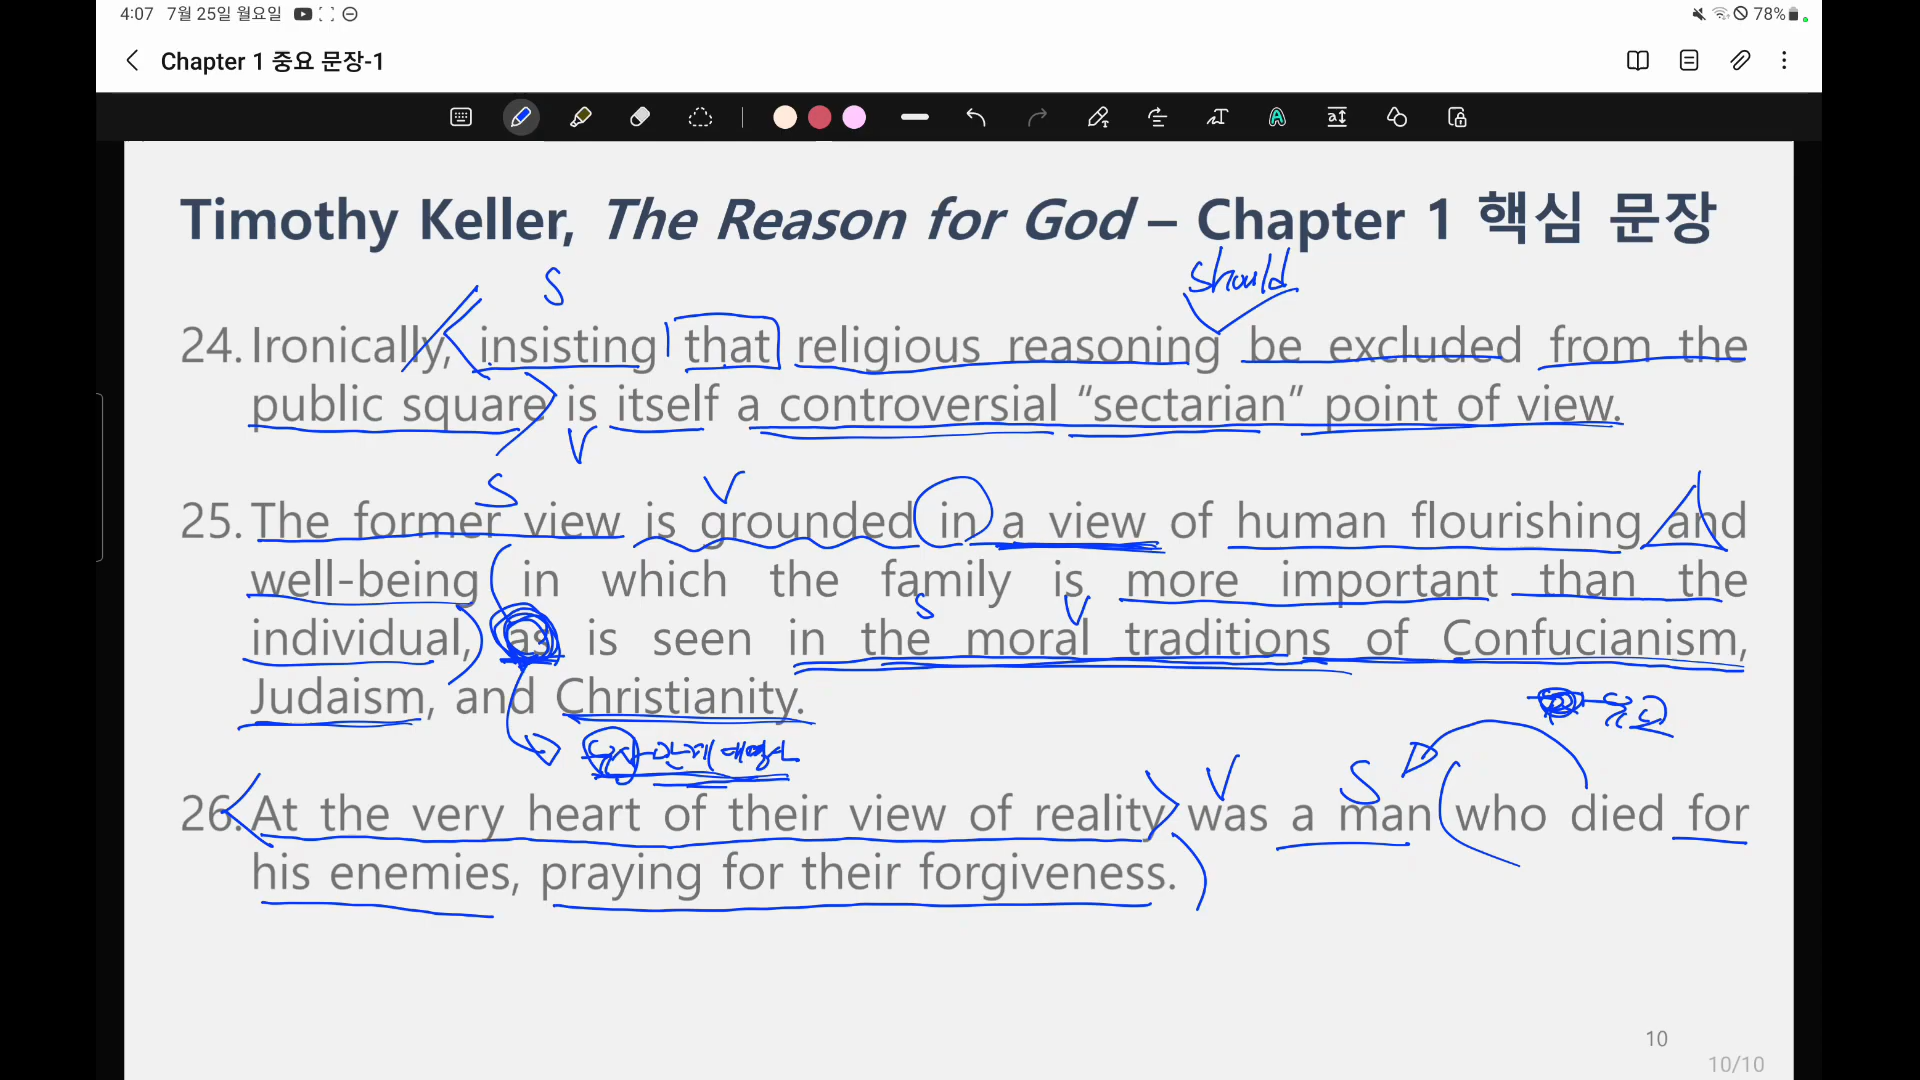 4:07 7월 25일 월요일
78%
Chapter 1 중요 문장-1
Timothy Keller, The Reason for God – Chapter 1 핵심 문장
S
should
24. Ironically, insisting that religious reasoning be excluded from the
public square is itself a controversial “sectarian” point of view.
V
S V
25. The former view is grounded in a view of human flourishing and
well-being in which the family is more important than the
S V
individual, as is seen in the moral traditions of Confucianism,
Judaism, and Christianity.
V S
26. At the very heart of their view of reality was a man who died for
his enemies, praying for their forgiveness.
10
10/10